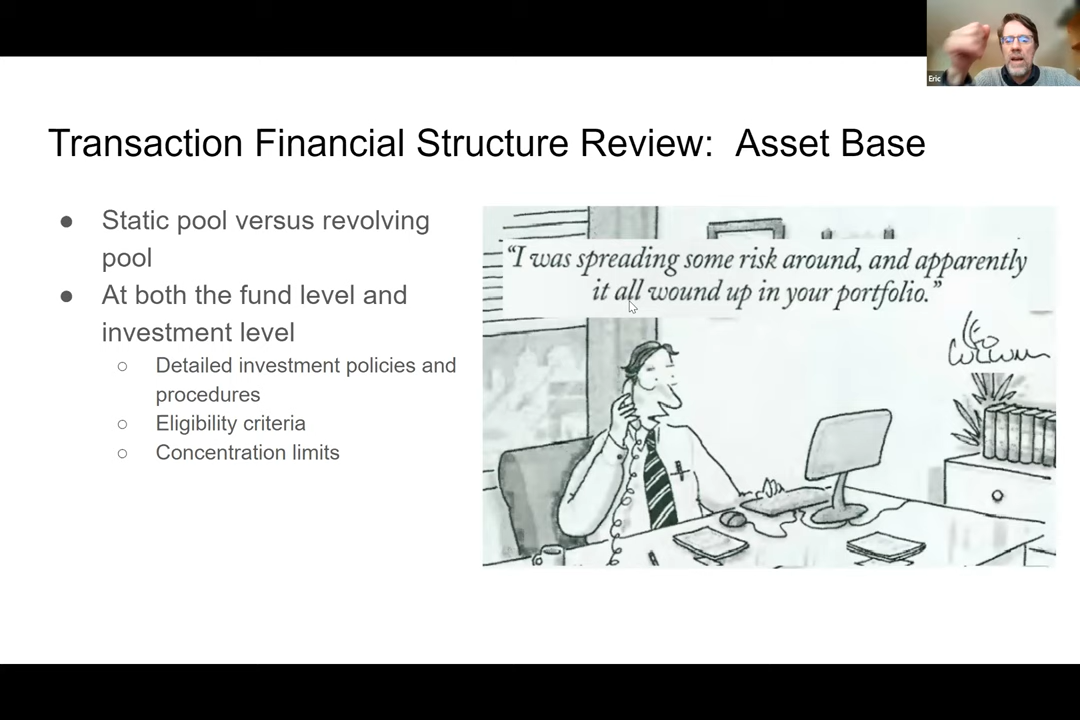 Eric
Transaction Financial Structure Review:  Asset Base
● Static pool versus revolving
pool
● At both the fund level and
investment level
○ Detailed investment policies and
procedures
○ Eligibility criteria
○ Concentration limits
“I was spreading some risk around, and apparently
it all wound up in your portfolio.”
LEO
CULLUM